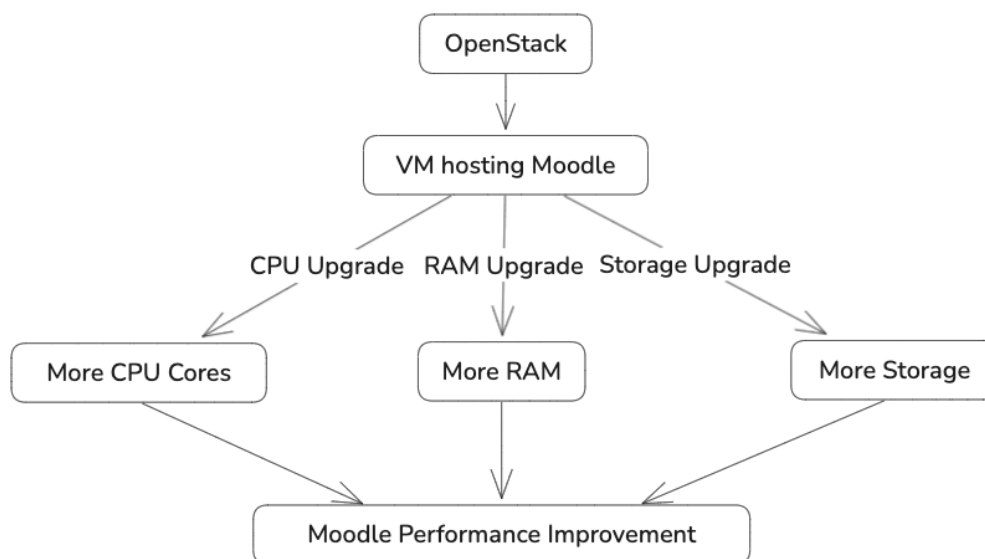 OpenStack
VM hosting Moodle
CPU Upgrade
RAM Upgrade
Storage Upgrade
More CPU Cores
More RAM
More Storage
Moodle Performance Improvement